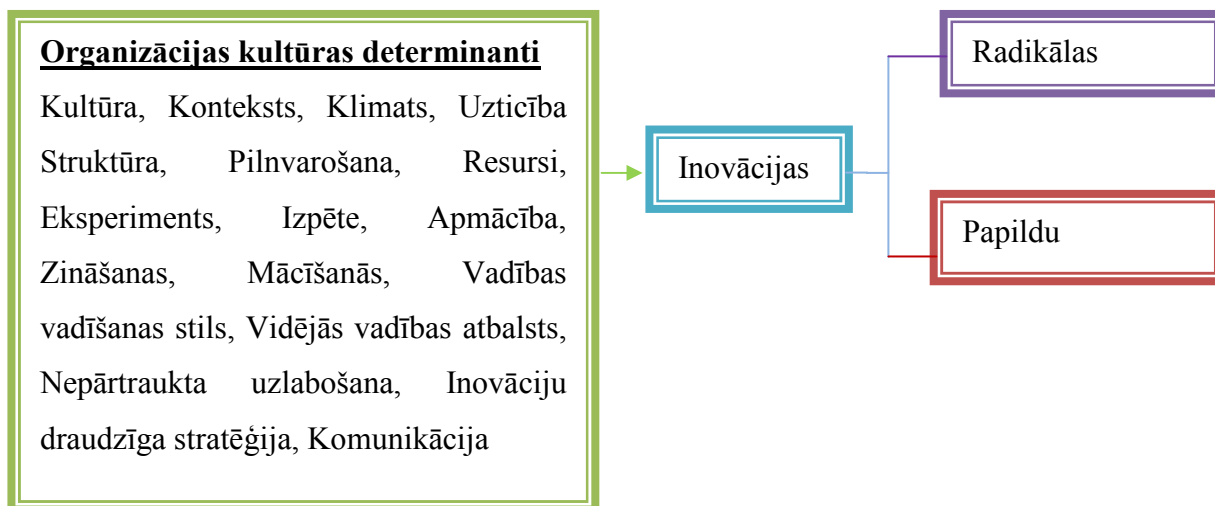 Organizācijas kultūras determinanti
Kultūra, Konteksts, Klimats, Uzticība
Struktūra, Pilnvarošana, Resursi,
Eksperiments, Izpēte, Apmācība,
Zināšanas, Mācīšanās, Vadības
vadīšanas stils, Vidējās vadības atbalsts,
Nepārtraukta uzlabošana, Inovāciju
draudzīga stratēģija, Komunikācija
Inovācijas
Radikālas
Papildu